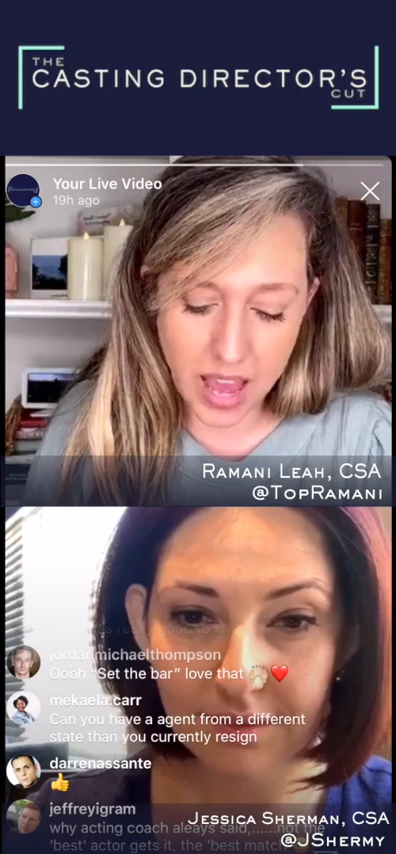 THE
CASTING DIRECTOR'S
CUT
Your Live Video
19h ago
RAMANI LEAH, CSA
@TOPRAMANI
jordanmichaelthompson
Oooh "Set the bar" love that 👏🏻❤️
mekaela.carr
Can you have a agent from a different
state than you currently resign
darrenassante
👍
jeffreyigram
why acting coach aleays said,......not the
'best' actor gets it, the 'best match
JESSICA SHERMAN, CSA
@JSHERMY